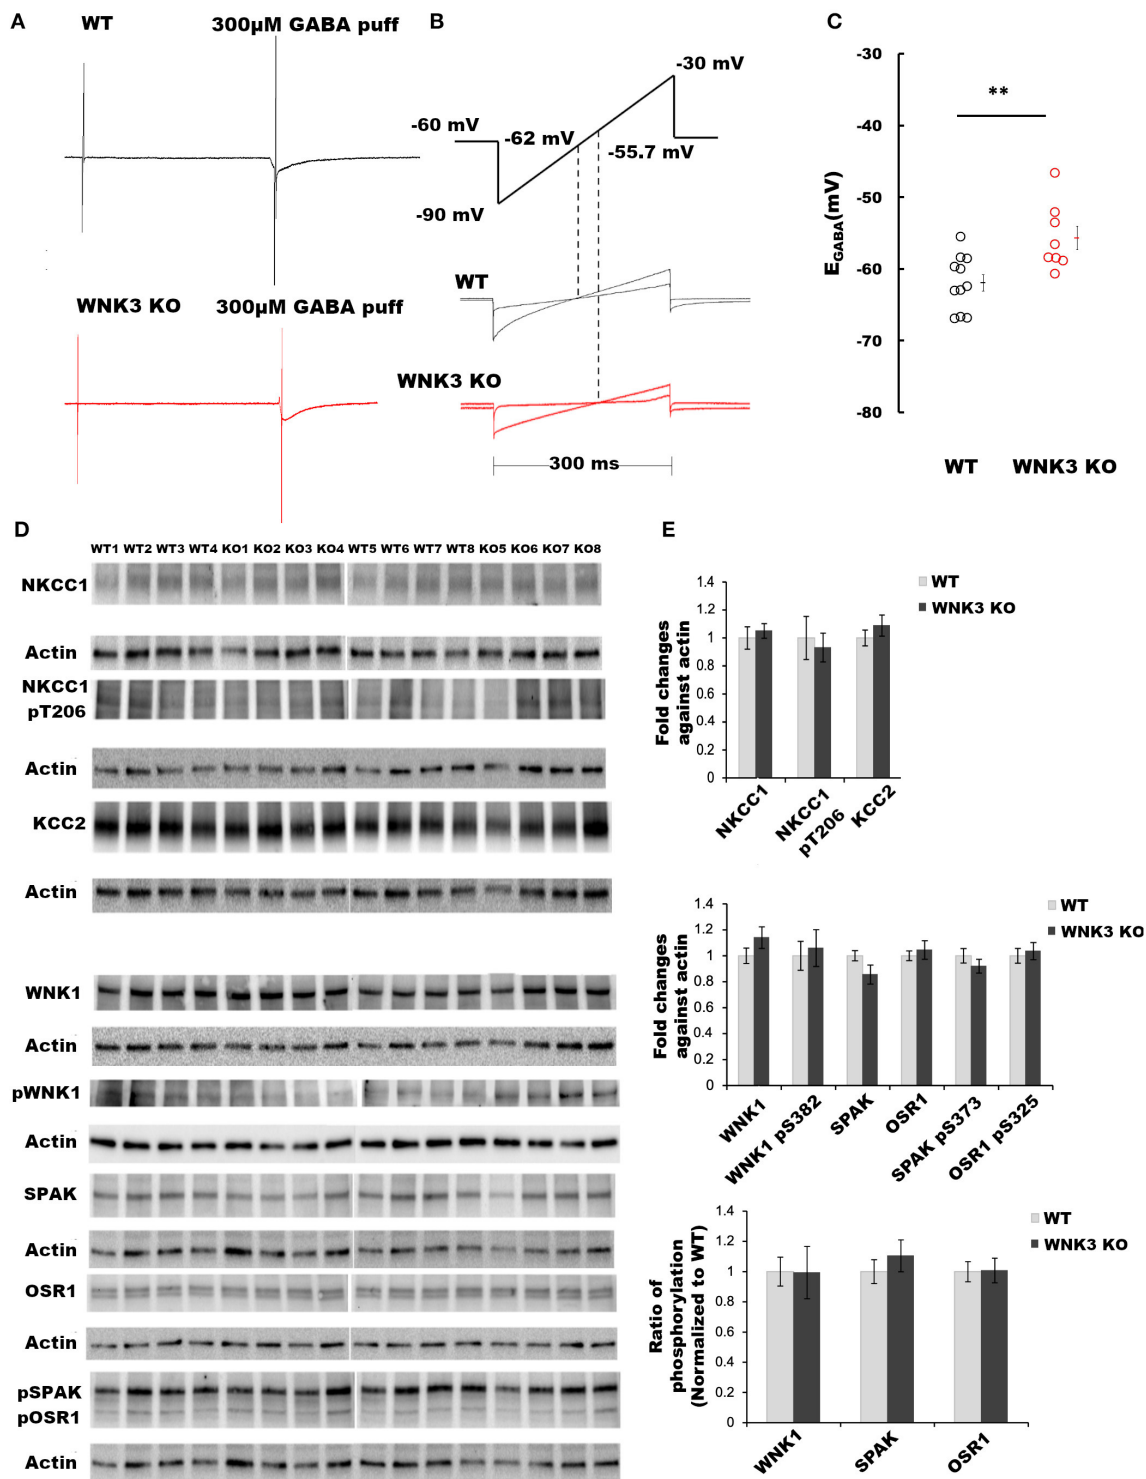 A
WT
300µM GABA puff
WNK3 KO
300µM GABA puff
B
-30 mV
-60 mV
-62 mV
-55.7 mV
-90 mV
WT
WNK3 KO
300 ms
C
-30
-40
-50
-60
-70
-80
**
E_GABA(mV)
WT
WNK3 KO
D
WT1 WT2 WT3 WT4 KO1 KO2 KO3 KO4 WT5 WT6 WT7 WT8 KO5 KO6 KO7 KO8
NKCC1
Actin
NKCC1
pT206
Actin
KCC2
Actin
WNK1
Actin
pWNK1
Actin
SPAK
Actin
OSR1
Actin
pSPAK
pOSR1
Actin
E
WT
WNK3 KO
Fold changes
against actin
1.4
1.2
1
0.8
0.6
0.4
0.2
0
NKCC1
NKCC1
pT206
KCC2
WT
WNK3 KO
Fold changes
against actin
1.4
1.2
1
0.8
0.6
0.4
0.2
0
WNK1
WNK1 pS382
SPAK
OSR1
SPAK pS373
OSR1 pS325
WT
WNK3 KO
Ratio of
phosphorylation
(Normalized to WT)
1.4
1.2
1
0.8
0.6
0.4
0.2
0
WNK1
SPAK
OSR1